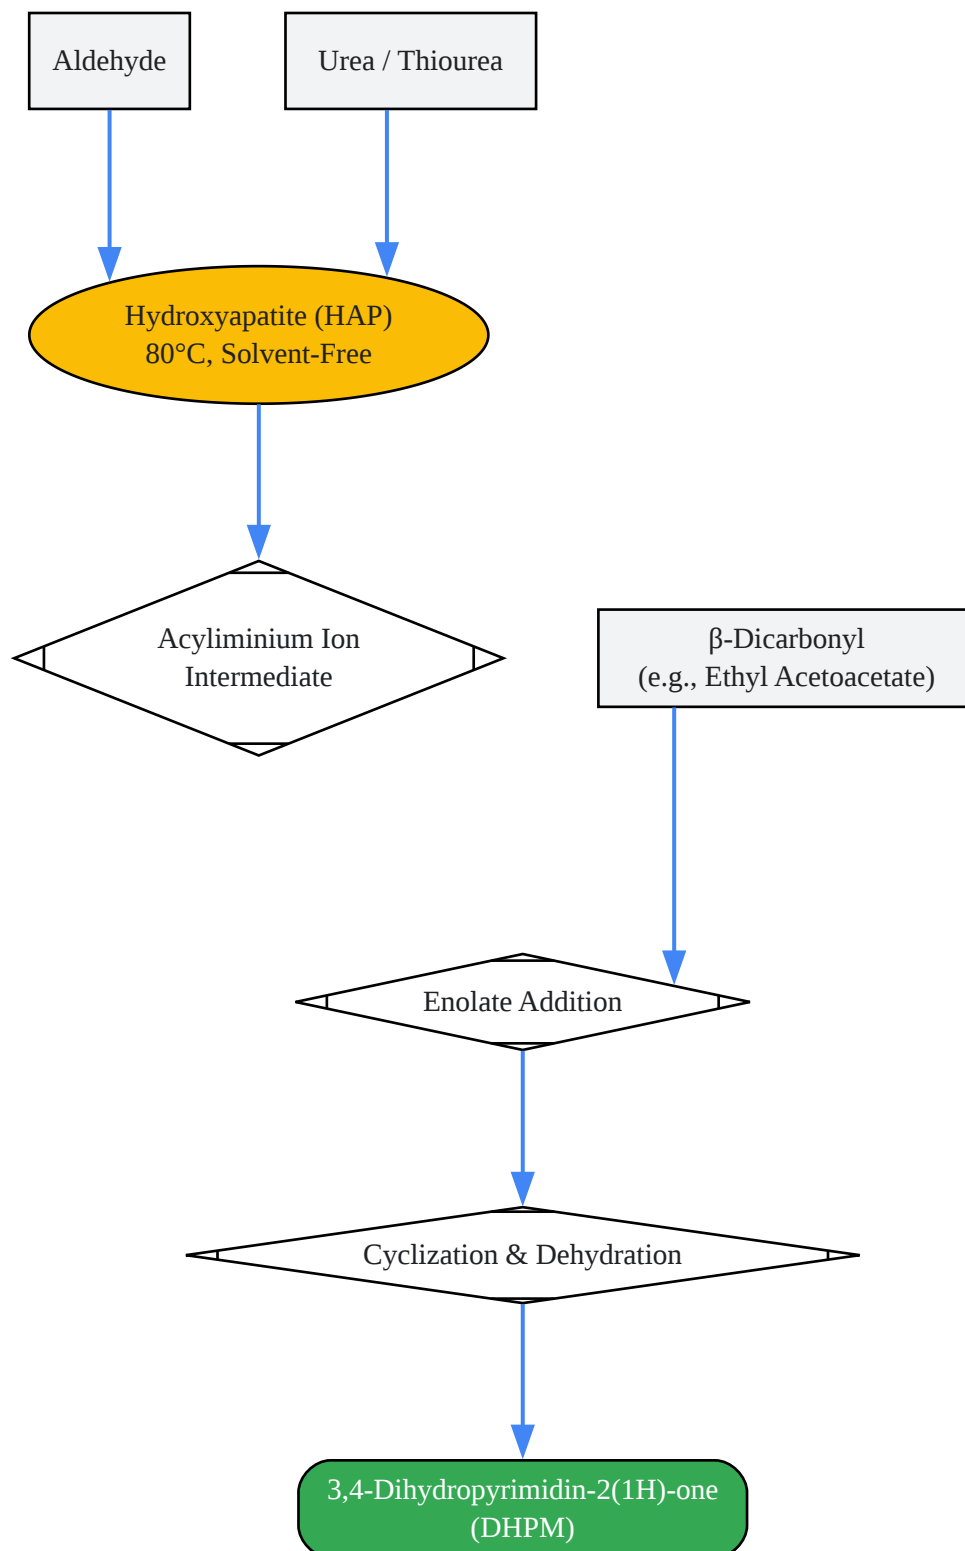 Aldehyde
Urea / Thiourea
Hydroxyapatite (HAP)
80°C, Solvent-Free
Acyliminium Ion
Intermediate
β-Dicarbonyl
(e.g., Ethyl Acetoacetate)
Enolate Addition
Cyclization & Dehydration
3,4-Dihydropyrimidin-2(1H)-one
(DHPM)